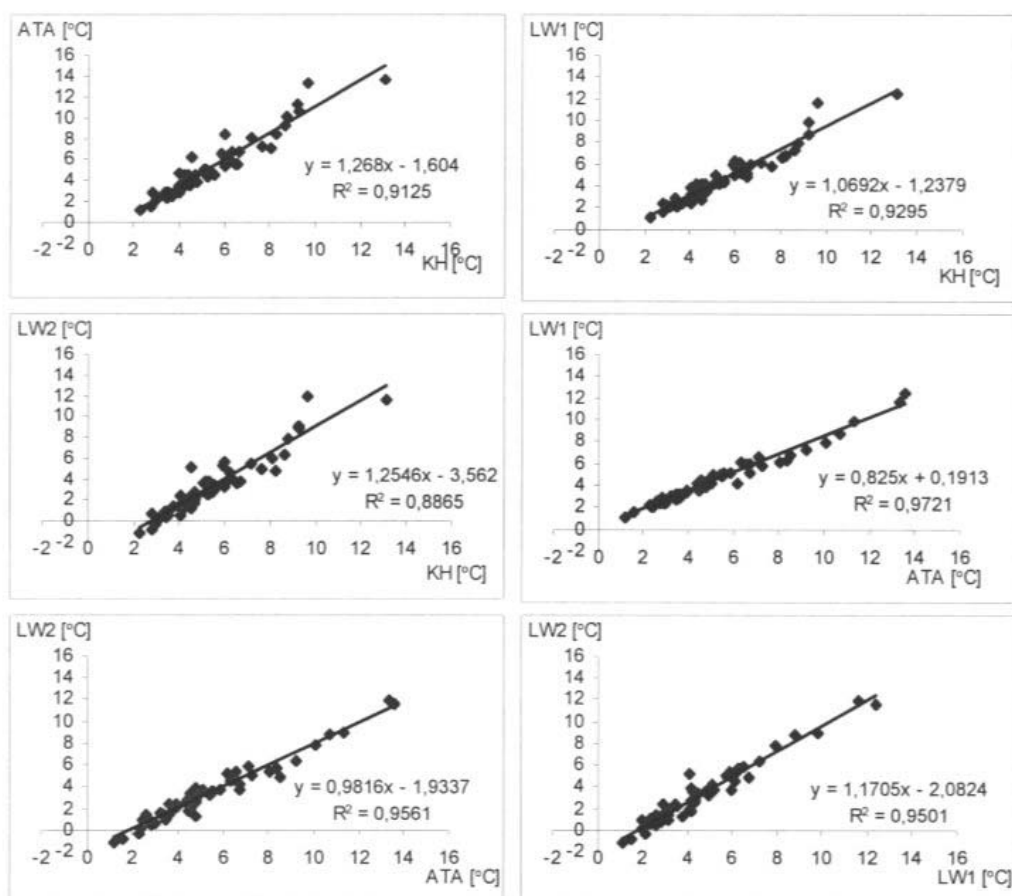 ATA [°C]
16
14
12
10
8
6
4
2
0
-2
-2 0 2 4 6 8 10 12 14 16
KH [°C]
y = 1,268x - 1,604
R² = 0,9125
LW1 [°C]
16
14
12
10
8
6
4
2
0
-2
-2 0 2 4 6 8 10 12 14 16
KH [°C]
y = 1,0692x - 1,2379
R² = 0,9295
LW2 [°C]
16
14
12
10
8
6
4
2
0
-2
-2 0 2 4 6 8 10 12 14 16
KH [°C]
y = 1,2546x - 3,562
R² = 0,8865
LW1 [°C]
16
14
12
10
8
6
4
2
0
-2
-2 0 2 4 6 8 10 12 14 16
ATA [°C]
y = 0,825x + 0,1913
R² = 0,9721
LW2 [°C]
16
14
12
10
8
6
4
2
0
-2
-2 0 2 4 6 8 10 12 14 16
ATA [°C]
y = 0,9816x - 1,9337
R² = 0,9561
LW2 [°C]
16
14
12
10
8
6
4
2
0
-2
-2 0 2 4 6 8 10 12 14 16
LW1 [°C]
y = 1,1705x - 2,0824
R² = 0,9501